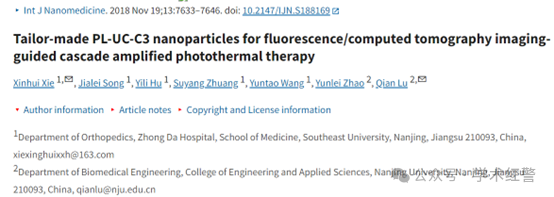 Int J Nanomedicine. 2018 Nov 19;13:7633–7646. doi: 10.2147/IJN.S188169
Tailor-made PL-UC-C3 nanoparticles for fluorescence/computed tomography imaging-
guided cascade amplified photothermal therapy
Xinhui Xie 1,✉, Jialei Song 1, Yili Hu 1, Suyang Zhuang 1, Yuntao Wang 1, Yunlei Zhao 2, Qian Lu 2,✉
• Author information • Article notes • Copyright and License information
1Department of Orthopedics, Zhong Da Hospital, School of Medicine, Southeast University, Nanjing, Jiangsu 210093, China,
xiexinghuixxh@163.com
2Department of Biomedical Engineering, College of Engineering and Applied Sciences, Nanjing University, Nanjing, Jiangsu
210093, China, qianlu@nju.edu.cn
公众号 · 学术红警